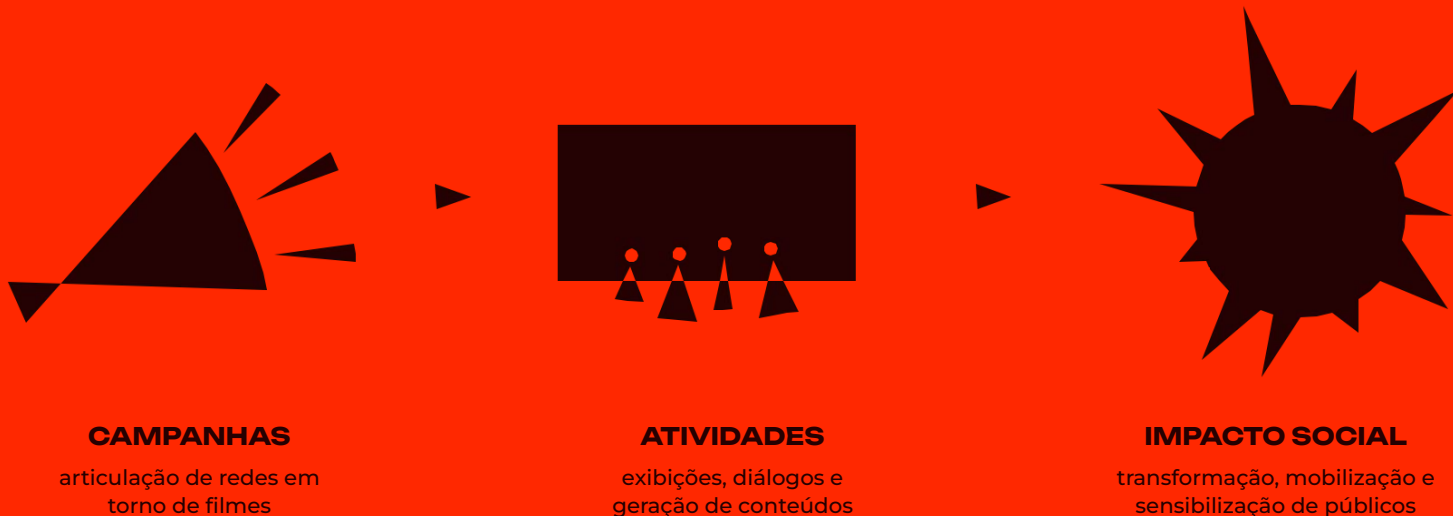 CAMPANHAS
articulação de redes em
torno de filmes
ATIVIDADES
exibições, diálogos e
geração de conteúdos
IMPACTO SOCIAL
transformação, mobilização e
sensibilização de públicos